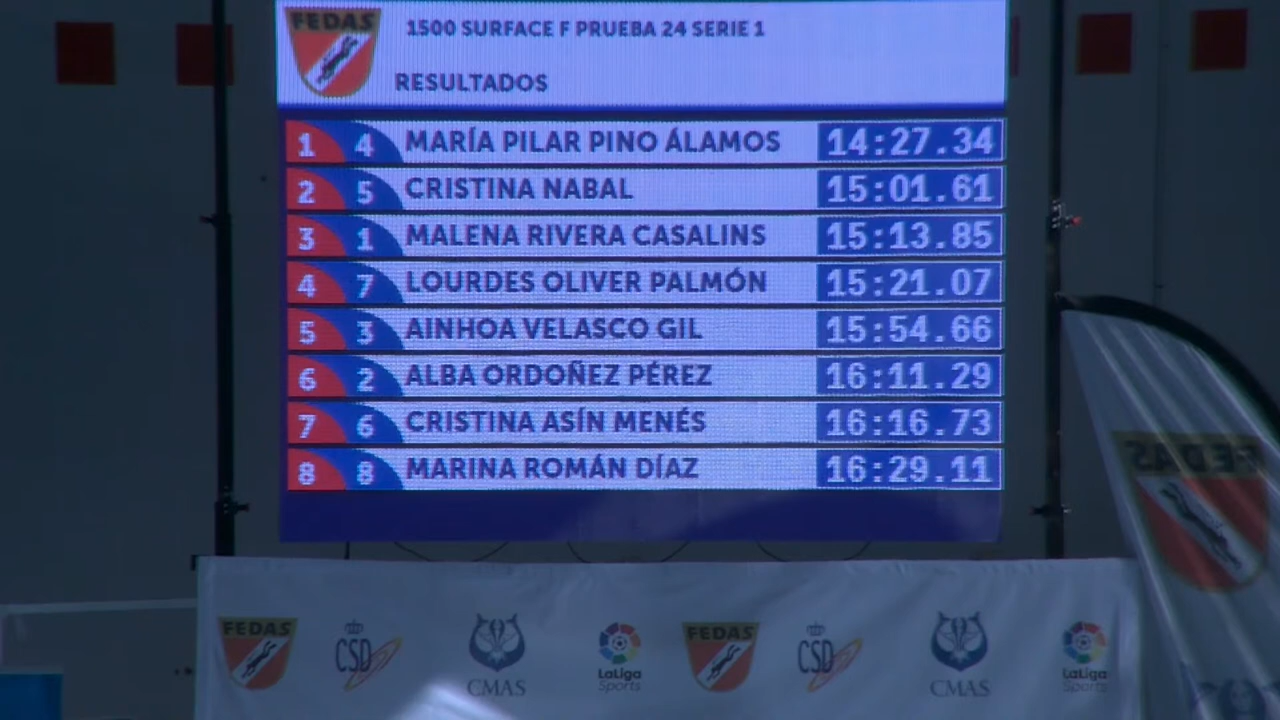 FEDAS
1500 SURFACE F PRUEBA 24 SERIE 1
RESULTADOS
1 4 MARÍA PILAR PINO ÁLAMOS 14:27.34
2 5 CRISTINA NABAL 15:01.61
3 1 MALENA RIVERA CASALINS 15:13.85
4 7 LOURDES OLIVER PALMÓN 15:21.07
5 3 AINHOA VELASCO GIL 15:54.66
6 2 ALBA ORDOÑEZ PÉREZ 16:11.29
7 6 CRISTINA ASÍN MENÉS 16:16.73
8 8 MARINA ROMÁN DÍAZ 16:29.11
FEDAS
FEDAS CSD CMAS LaLiga Sports FEDAS CSD CMAS LaLiga Sports